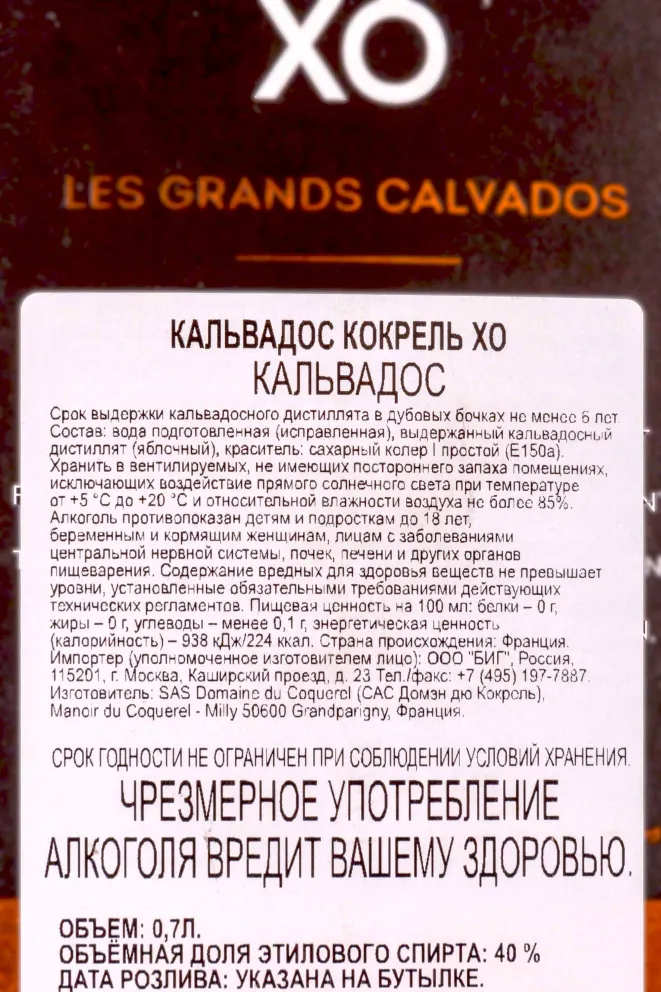 XO
LES GRANDS CALVADOS
КАЛЬВАДОС КОКРЕЛЬ XO
КАЛЬВАДОС
Срок выдержки кальвадосного дистиллята в дубовых бочках не менее 6 лет
Состав: вода подготовленная (исправленная), выдержанный кальвадосный
дистиллят (яблочный), краситель: сахарный колер I простой (Е150а).
Хранить в вентилируемых, не имеющих постороннего запаха помещениях,
исключающих воздействие прямого солнечного света при температуре
от +5 °С до +20 °С и относительной влажности воздуха не более 85%.
Алкоголь противопоказан детям и подросткам до 18 лет,
беременным и кормящим женщинам, лицам с заболеваниями
центральной нервной системы, почек, печени и других органов
пищеварения. Содержание вредных для здоровья веществ не превышает
уровни, установленные обязательными требованиями действующих
технических регламентов. Пищевая ценность на 100 мл: белки – 0 г,
жиры – 0 г, углеводы – менее 0,1 г, энергетическая ценность
(калорийность) – 938 кДж/224 ккал. Страна происхождения: Франция.
Импортер (уполномоченное изготовителем лицо): ООО "БИГ", Россия,
115201, г. Москва, Каширский проезд, д. 23 Тел./факс: +7 (495) 197-7887.
Изготовитель: SAS Domaine du Coquerel (САС Домэн дю Кокрель),
Manoir du Coquerel - Milly 50600 Grandparigny, Франция.
СРОК ГОДНОСТИ НЕ ОГРАНИЧЕН ПРИ СОБЛЮДЕНИИ УСЛОВИЙ ХРАНЕНИЯ.
ЧРЕЗМЕРНОЕ УПОТРЕБЛЕНИЕ
АЛКОГОЛЯ ВРЕДИТ ВАШЕМУ ЗДОРОВЬЮ.
ОБЪЕМ: 0,7Л.
ОБЪЁМНАЯ ДОЛЯ ЭТИЛОВОГО СПИРТА: 40 %
ДАТА РОЗЛИВА: УКАЗАНА НА БУТЫЛКЕ.